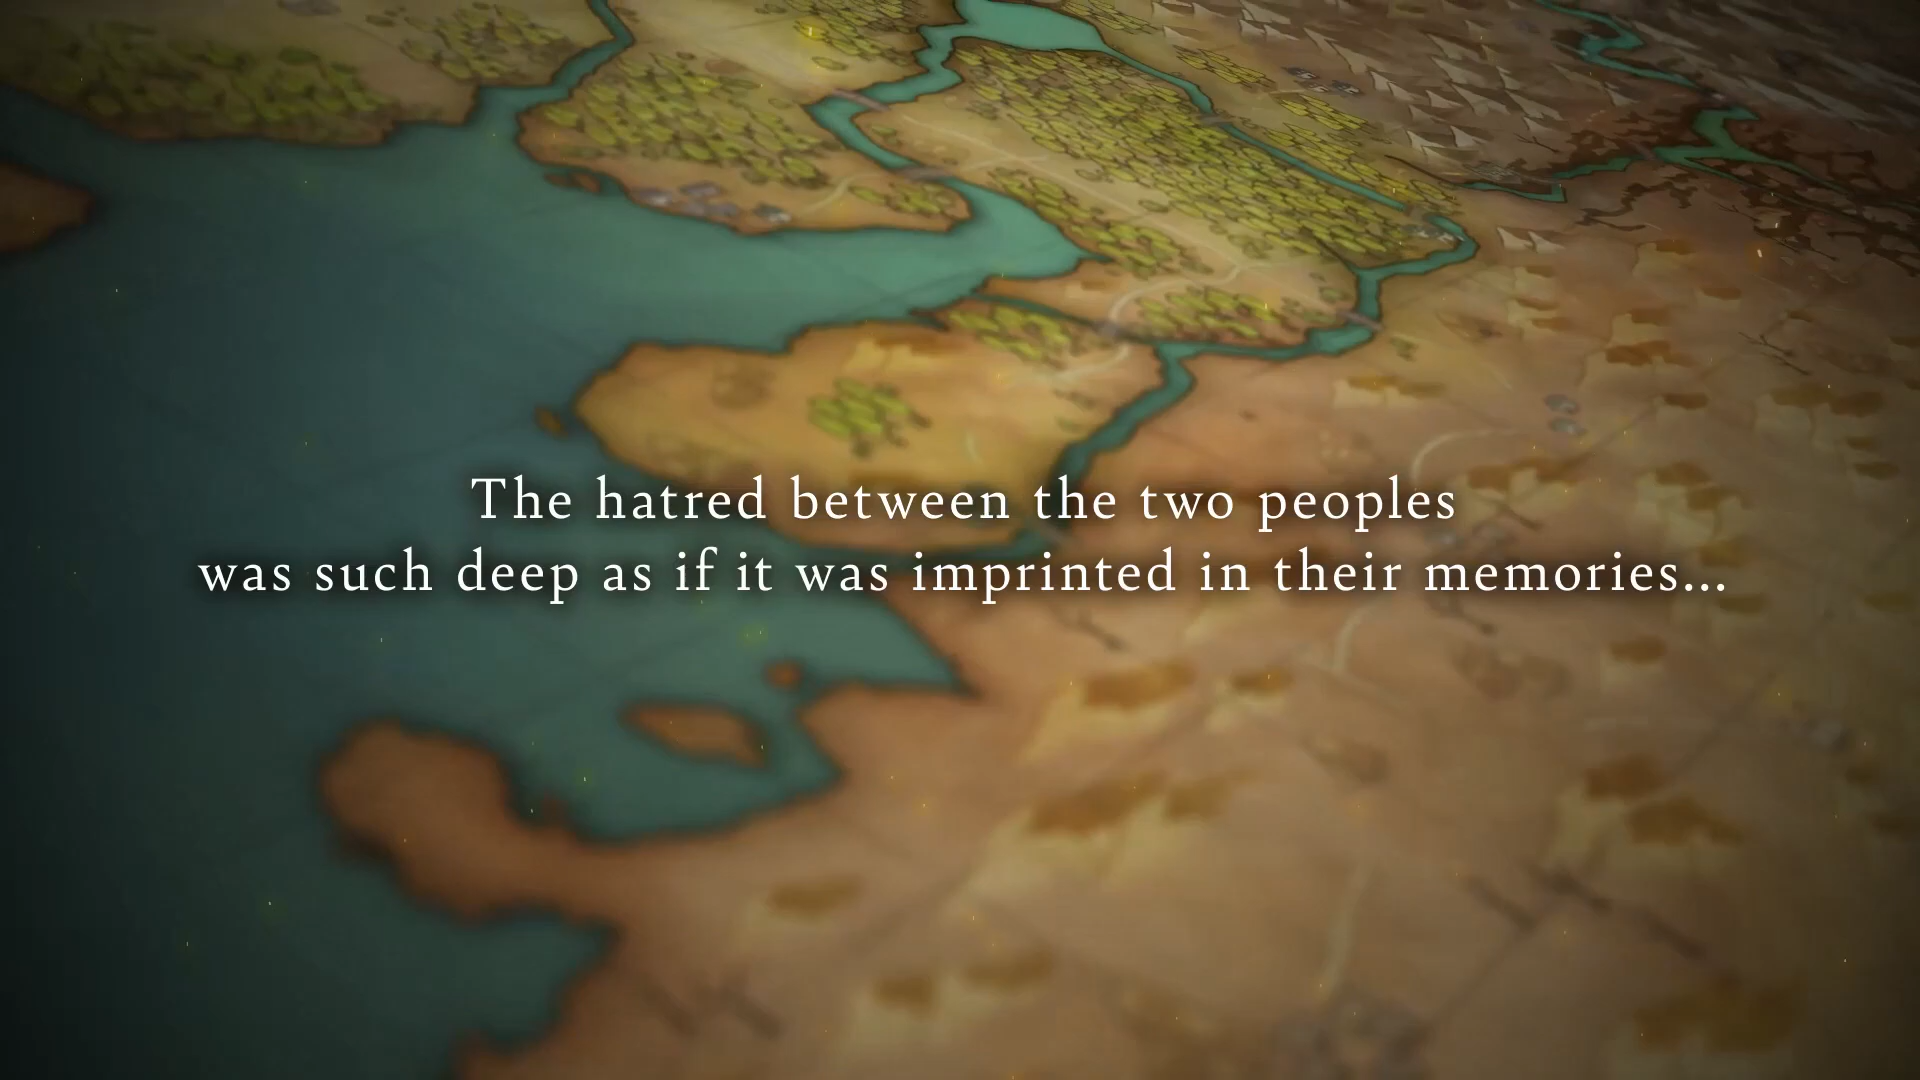 The hatred between the two peoples
was such deep as if it was imprinted in their memories...